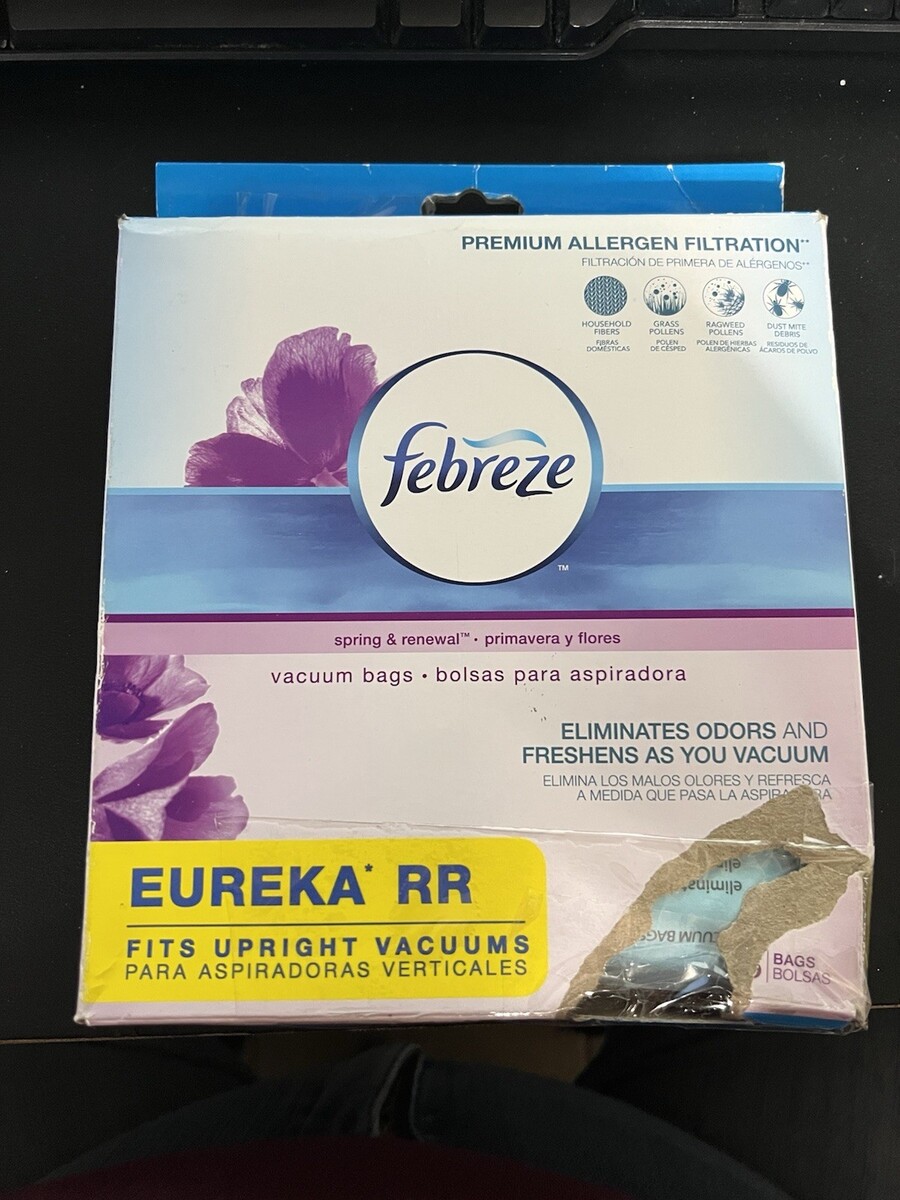 PREMIUM ALLERGEN FILTRATION**
FILTRACIÓN DE PRIMERA DE ALÉRGENOS**
HOUSEHOLD
FIBERS
FIBRAS
DOMÉSTICAS
GRASS
POLLENS
POLEN
DE CÉSPED
RAGWEED
POLLENS
POLEN DE HIERBAS
ALERGÉNICAS
DUST MITE
DEBRIS
RESIDUOS DE
ÁCAROS DE POLVO
febreze
TM
spring & renewal™ • primavera y flores
vacuum bags • bolsas para aspiradora
ELIMINATES ODORS AND
FRESHENS AS YOU VACUUM
ELIMINA LOS MALOS OLORES Y REFRESCA
A MEDIDA QUE PASA LA ASPIRADORA
EUREKA* RR
FITS UPRIGHT VACUUMS
PARA ASPIRADORAS VERTICALES
BAGS
BOLSAS